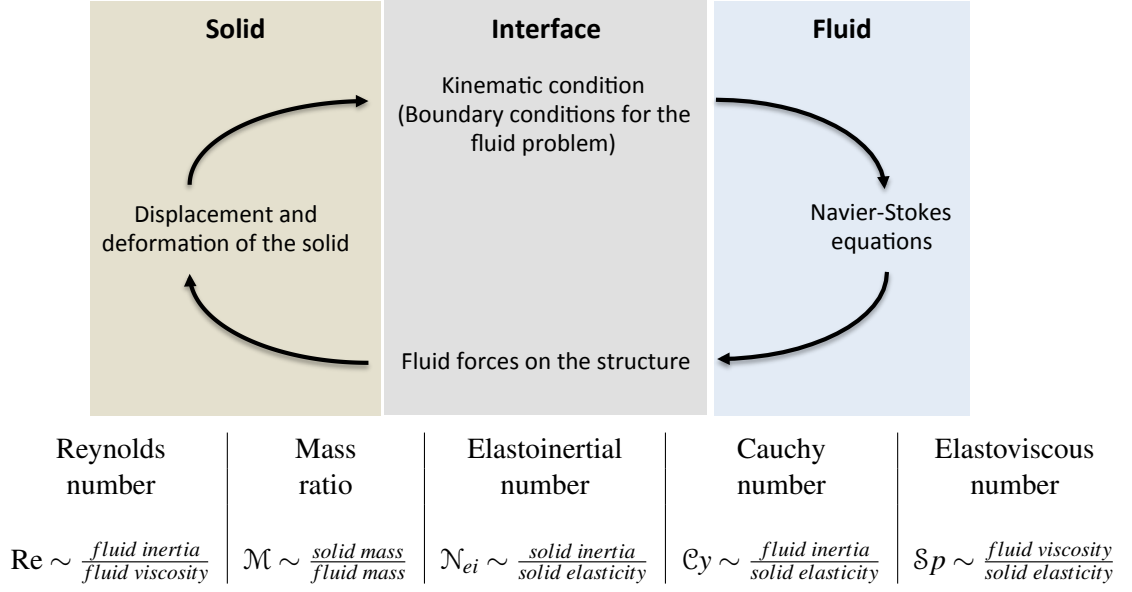 Solid
Interface
Fluid
Kinematic condition
(Boundary conditions for the
fluid problem)
Displacement and
deformation of the solid
Navier-Stokes
equations
Fluid forces on the structure
Reynolds
number
Mass
ratio
Elastoinertial
number
Cauchy
number
Elastoviscous
number
Re ∼ fluid inertia / fluid viscosity
ℳ ∼ solid mass / fluid mass
𝒩ei ∼ solid inertia / solid elasticity
𝒞y ∼ fluid inertia / solid elasticity
𝒮p ∼ fluid viscosity / solid elasticity